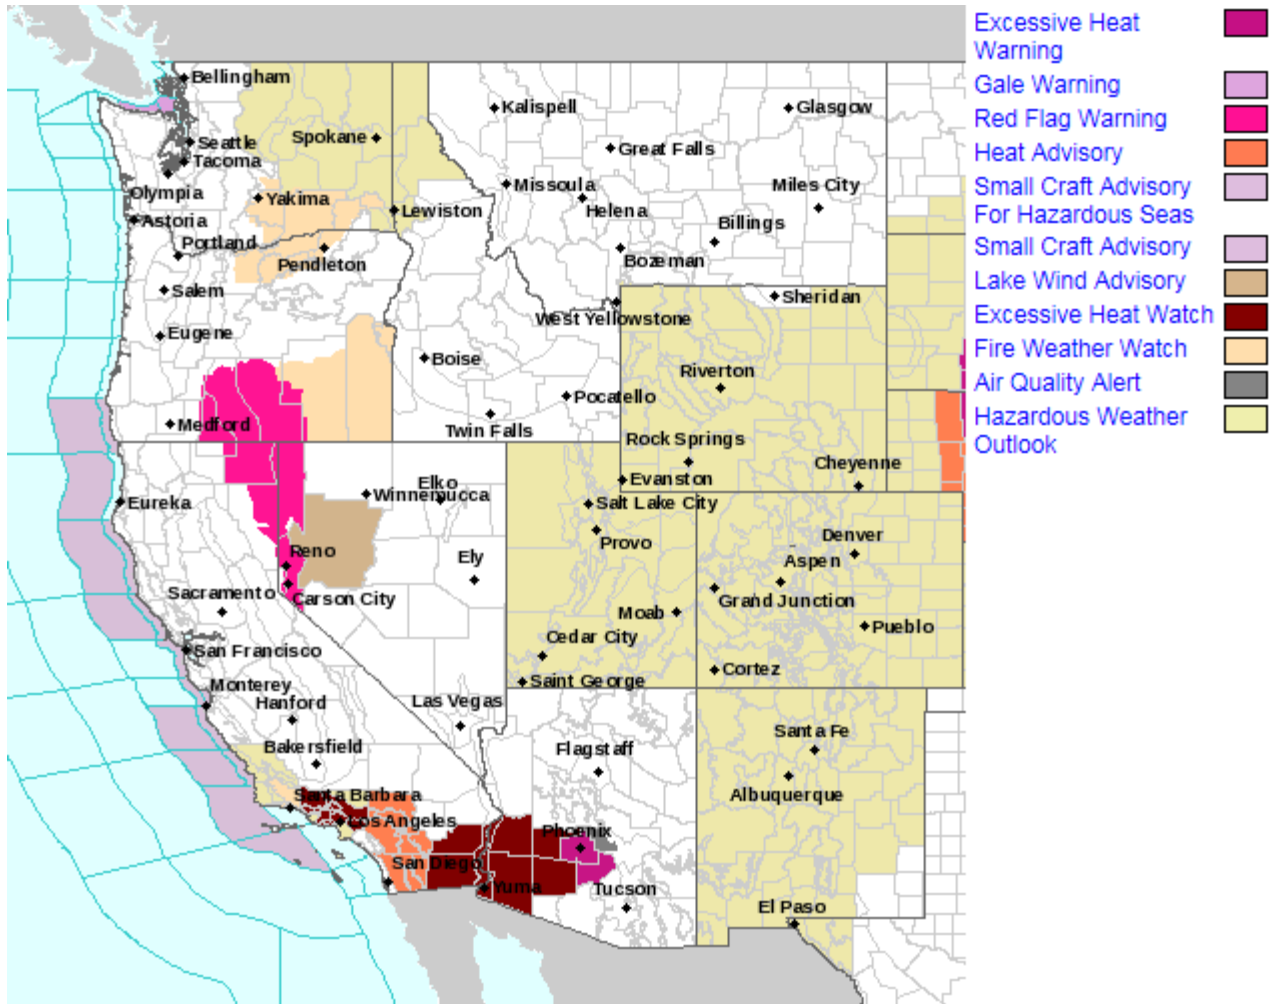 Excessive Heat
Warning
Gale Warning
Red Flag Warning
Heat Advisory
Small Craft Advisory
For Hazardous Seas
Small Craft Advisory
Lake Wind Advisory
Excessive Heat Watch
Fire Weather Watch
Air Quality Alert
Hazardous Weather
Outlook
Bellingham
Seattle
Tacoma
Olympia
Astoria
Portland
Salem
Eugene
Medford
Spokane
Yakima
Lewiston
Pendleton
Kalispell
Glasgow
Great Falls
Missoula
Miles City
Helena
Billings
Bozeman
Sheridan
West Yellowstone
Boise
Riverton
Pocatello
Twin Falls
Rock Springs
Cheyenne
Evanston
Eureka
Elko
Winnemucca
Salt Lake City
Provo
Denver
Reno
Ely
Aspen
Sacramento
Carson City
Grand Junction
Moab
Pueblo
Cedar City
San Francisco
Cortez
Saint George
Monterey
Hanford
Las Vegas
Bakersfield
Flagstaff
Santa Fe
Albuquerque
Santa Barbara
Los Angeles
Phoenix
San Diego
Yuma
Tucson
El Paso